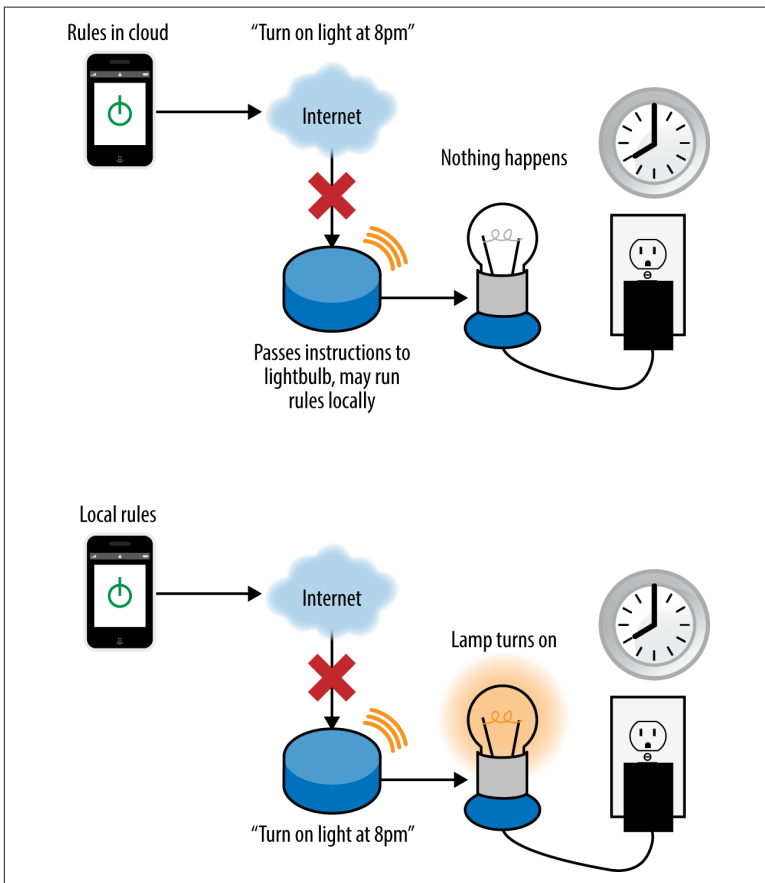 Rules in cloud
“Turn on light at 8pm”
Internet
Nothing happens
Passes instructions to
lightbulb, may run
rules locally
Local rules
Internet
Lamp turns on
“Turn on light at 8pm”